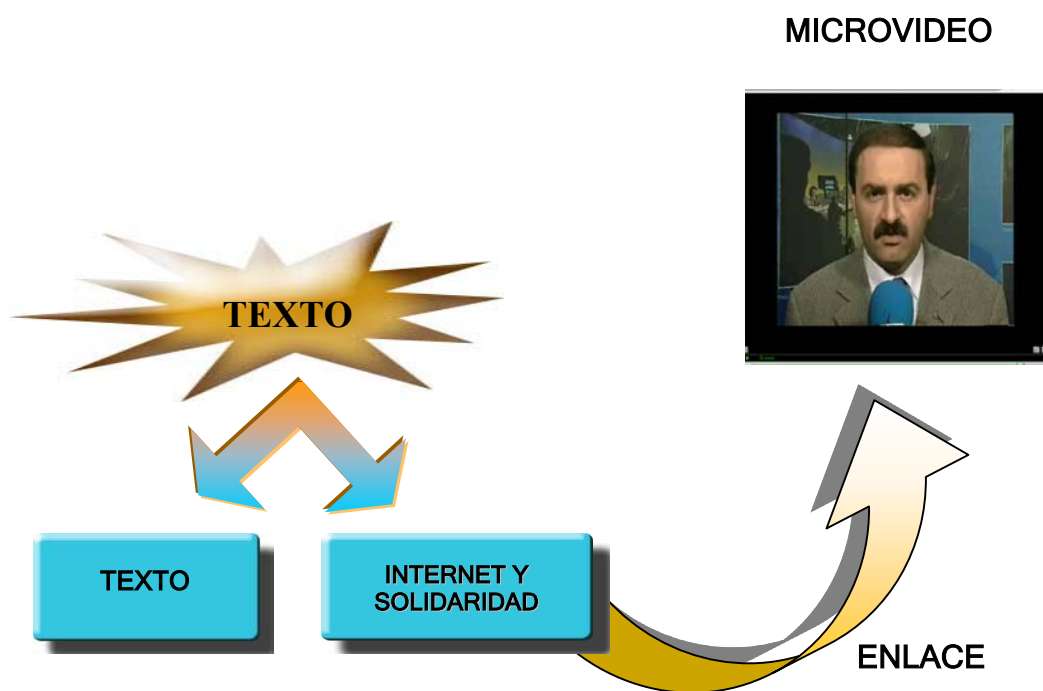 MICROVIDEO
TEXTO
TEXTO
INTERNET Y
SOLIDARIDAD
ENLACE